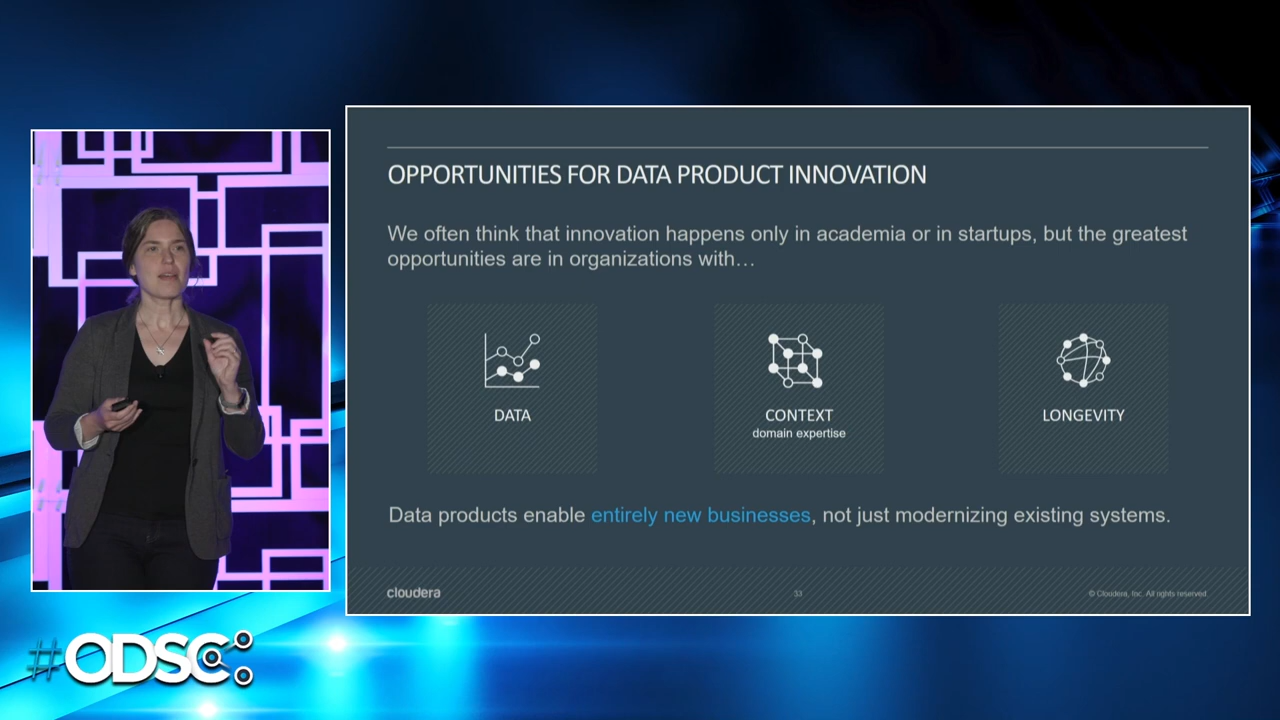 OPPORTUNITIES FOR DATA PRODUCT INNOVATION
We often think that innovation happens only in academia or in startups, but the greatest
opportunities are in organizations with…
DATA
CONTEXT
domain expertise
LONGEVITY
Data products enable entirely new businesses, not just modernizing existing systems.
cloudera
33
© Cloudera, Inc. All rights reserved.
#ODSC